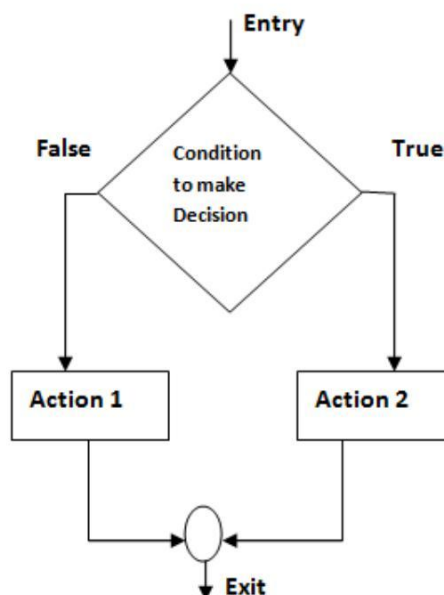 Entry
False
True
Condition
to make
Decision
Action 1
Action 2
Exit